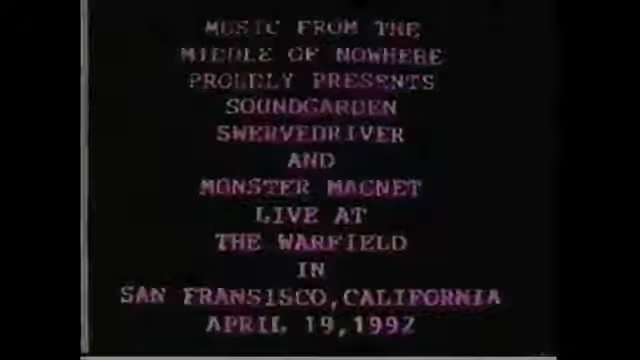 MUSIC FROM THE
MIDDLE OF NOWHERE
PROUDLY PRESENTS
SOUNDGARDEN
SWERVEDRIVER
AND
MONSTER MAGNET
LIVE AT
THE WARFIELD
IN
SAN FRANSISCO,CALIFORNIA
APRIL 19,1992